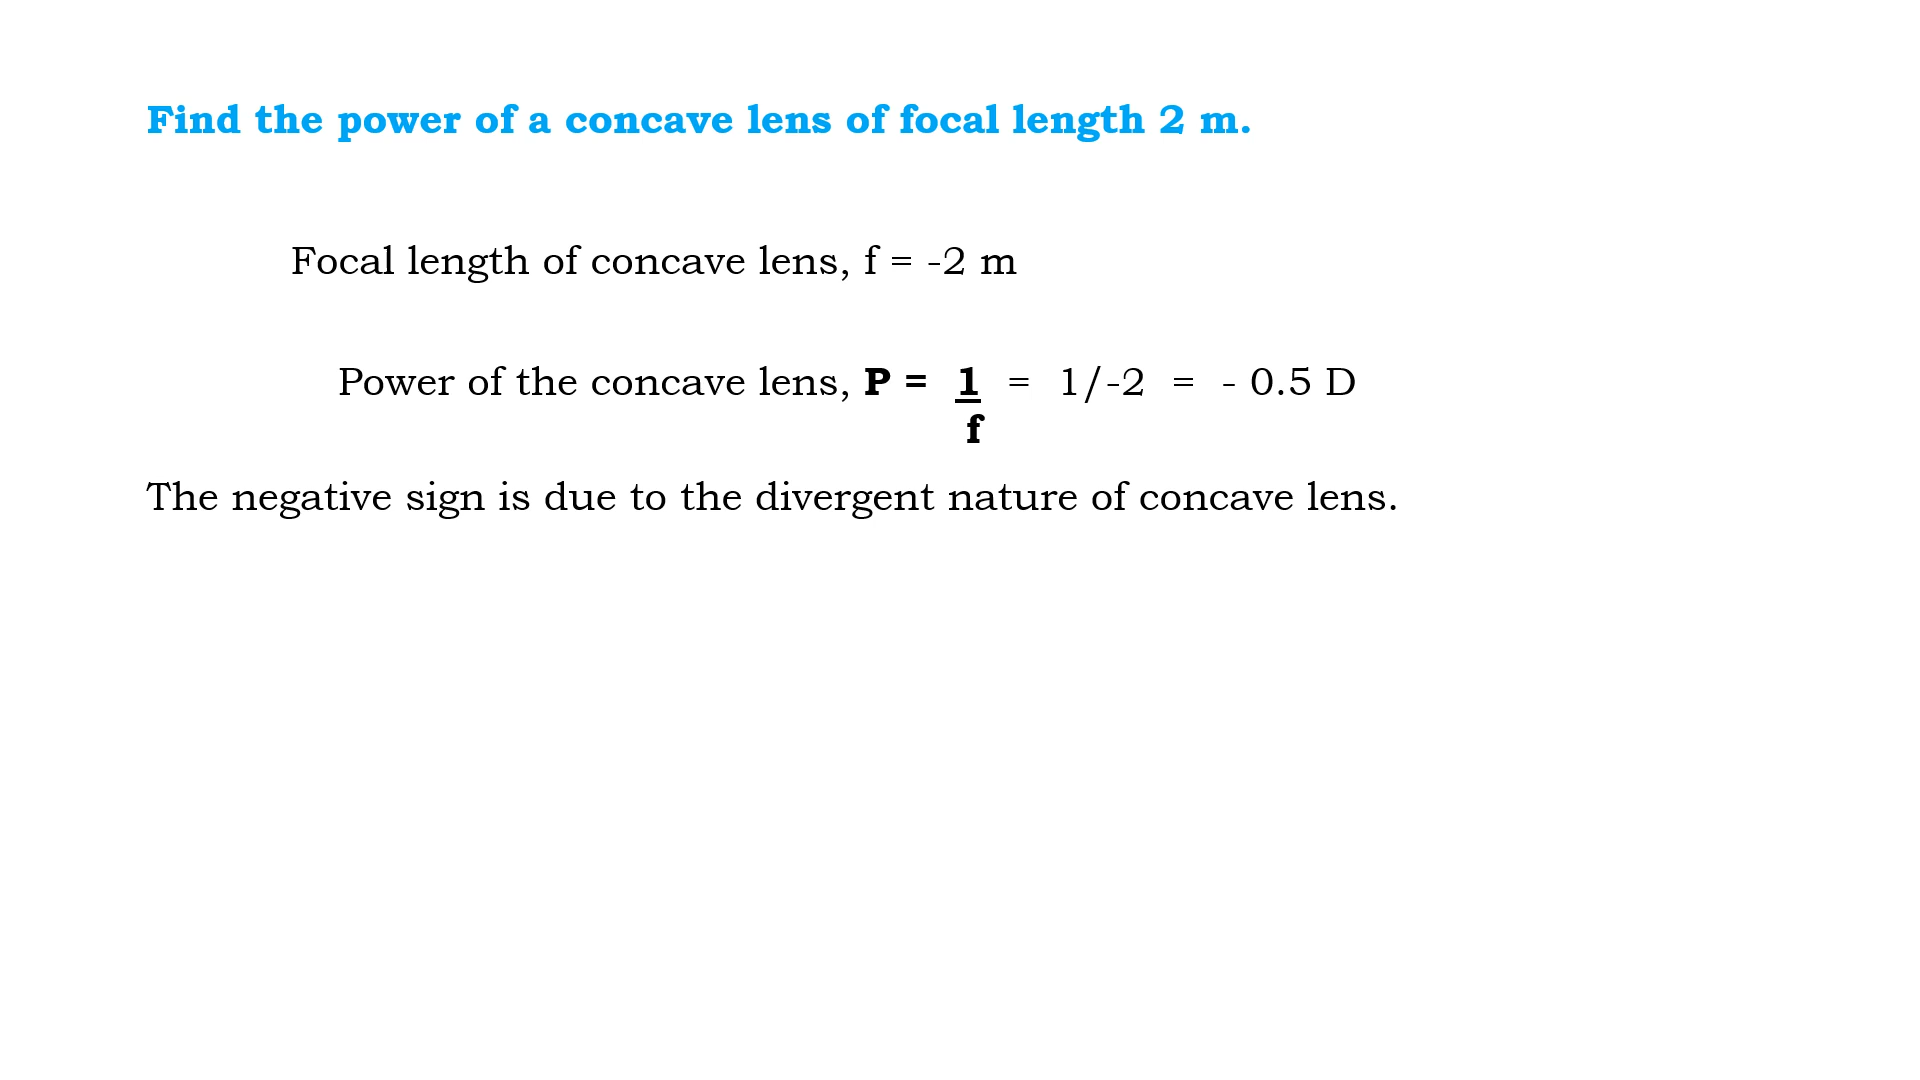 Find the power of a concave lens of focal length 2 m.
Focal length of concave lens, f = -2 m
Power of the concave lens, P = 1 = 1/-2 = - 0.5 D
f
The negative sign is due to the divergent nature of concave lens.